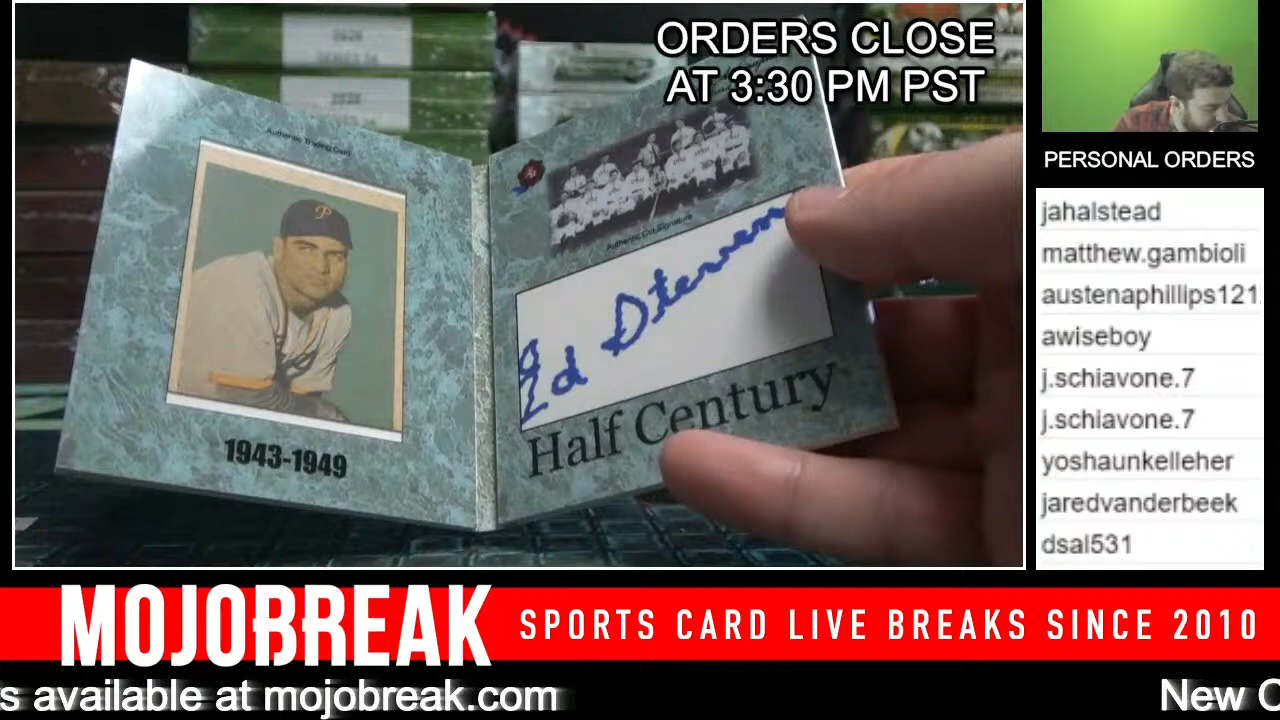 ORDERS CLOSE
AT 3:30 PM PST
Authentic Trading Card
P
1943-1949
Authentic Cut Signature
Ed Stevens
Half Century
PERSONAL ORDERS
jahalstead
matthew.gambioli
austenaphillips121
awiseboy
j.schiavone.7
j.schiavone.7
yoshaunkelleher
jaredvanderbeek
dsal531
MOJOBREAK
SPORTS CARD LIVE BREAKS SINCE 2010
s available at mojobreak.com
New